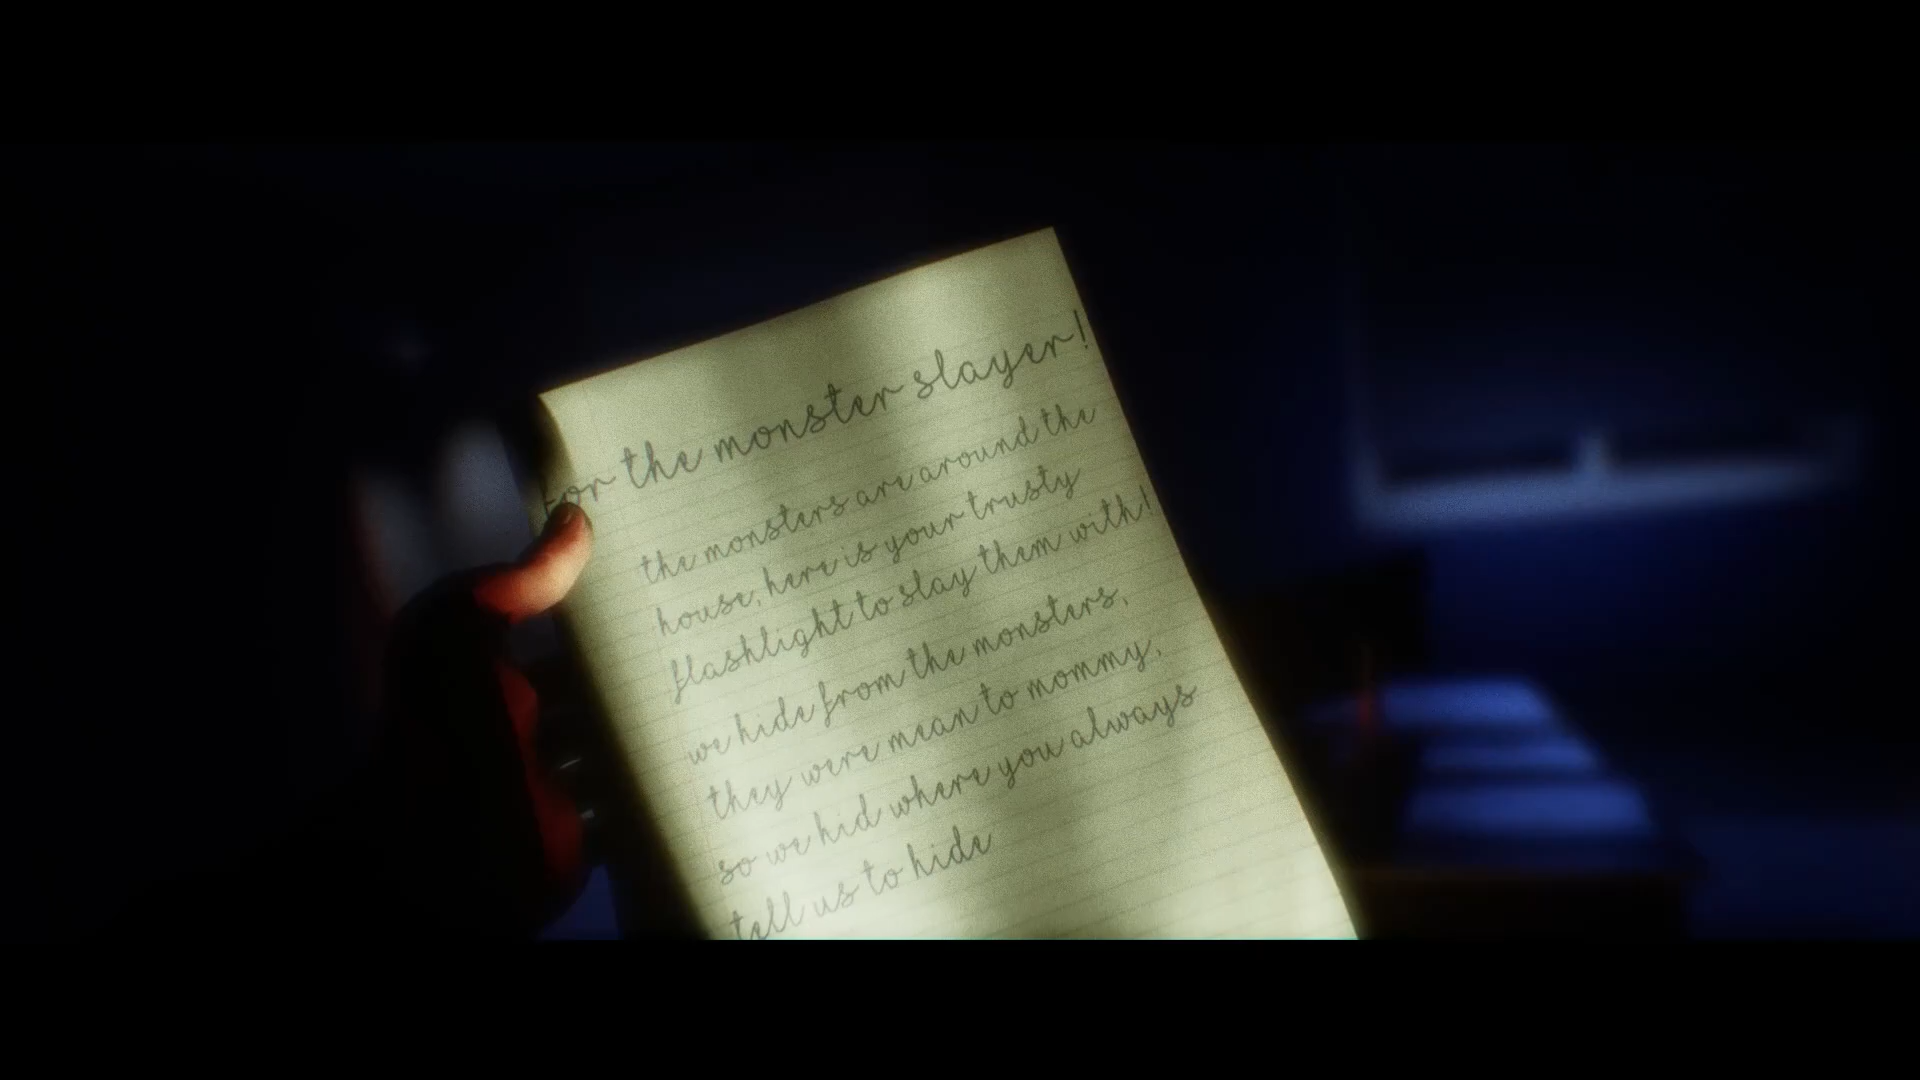 For the monster slayer!
the monsters are around the
house, here is your trusty
flashlight to slay them with!
we hide from the monsters,
they were mean to mommy,
so we hid where you always
tell us to hide